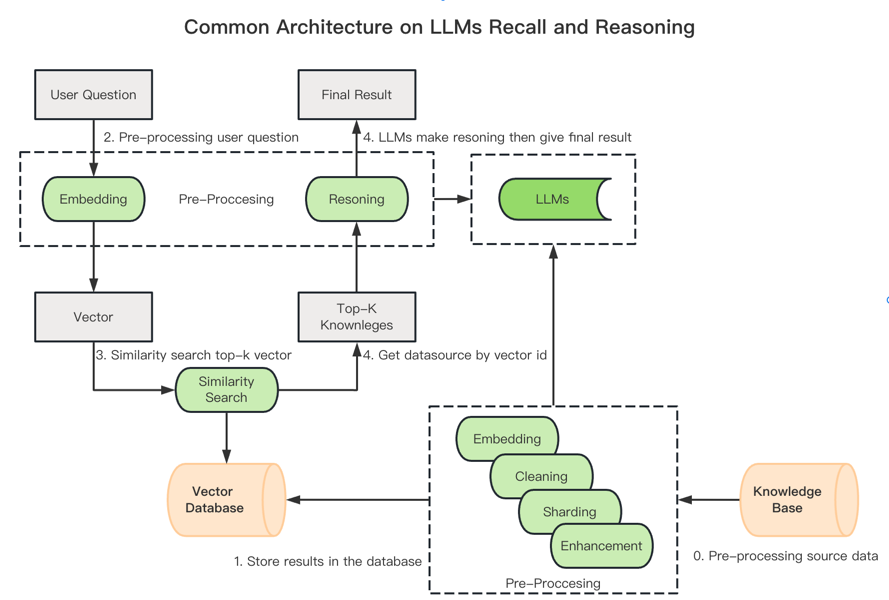 Common Architecture on LLMs Recall and Reasoning
User Question
Final Result
2. Pre-processing user question
4. LLMs make resoning then give final result
Embedding
Pre-Proccesing
Resoning
LLMs
Vector
Top-K
Knownleges
3. Similarity search top-k vector
4. Get datasource by vector id
Similarity
Search
Embedding
Cleaning
Sharding
Enhancement
Pre-Proccesing
Vector
Database
Knowledge
Base
1. Store results in the database
0. Pre-processing source data